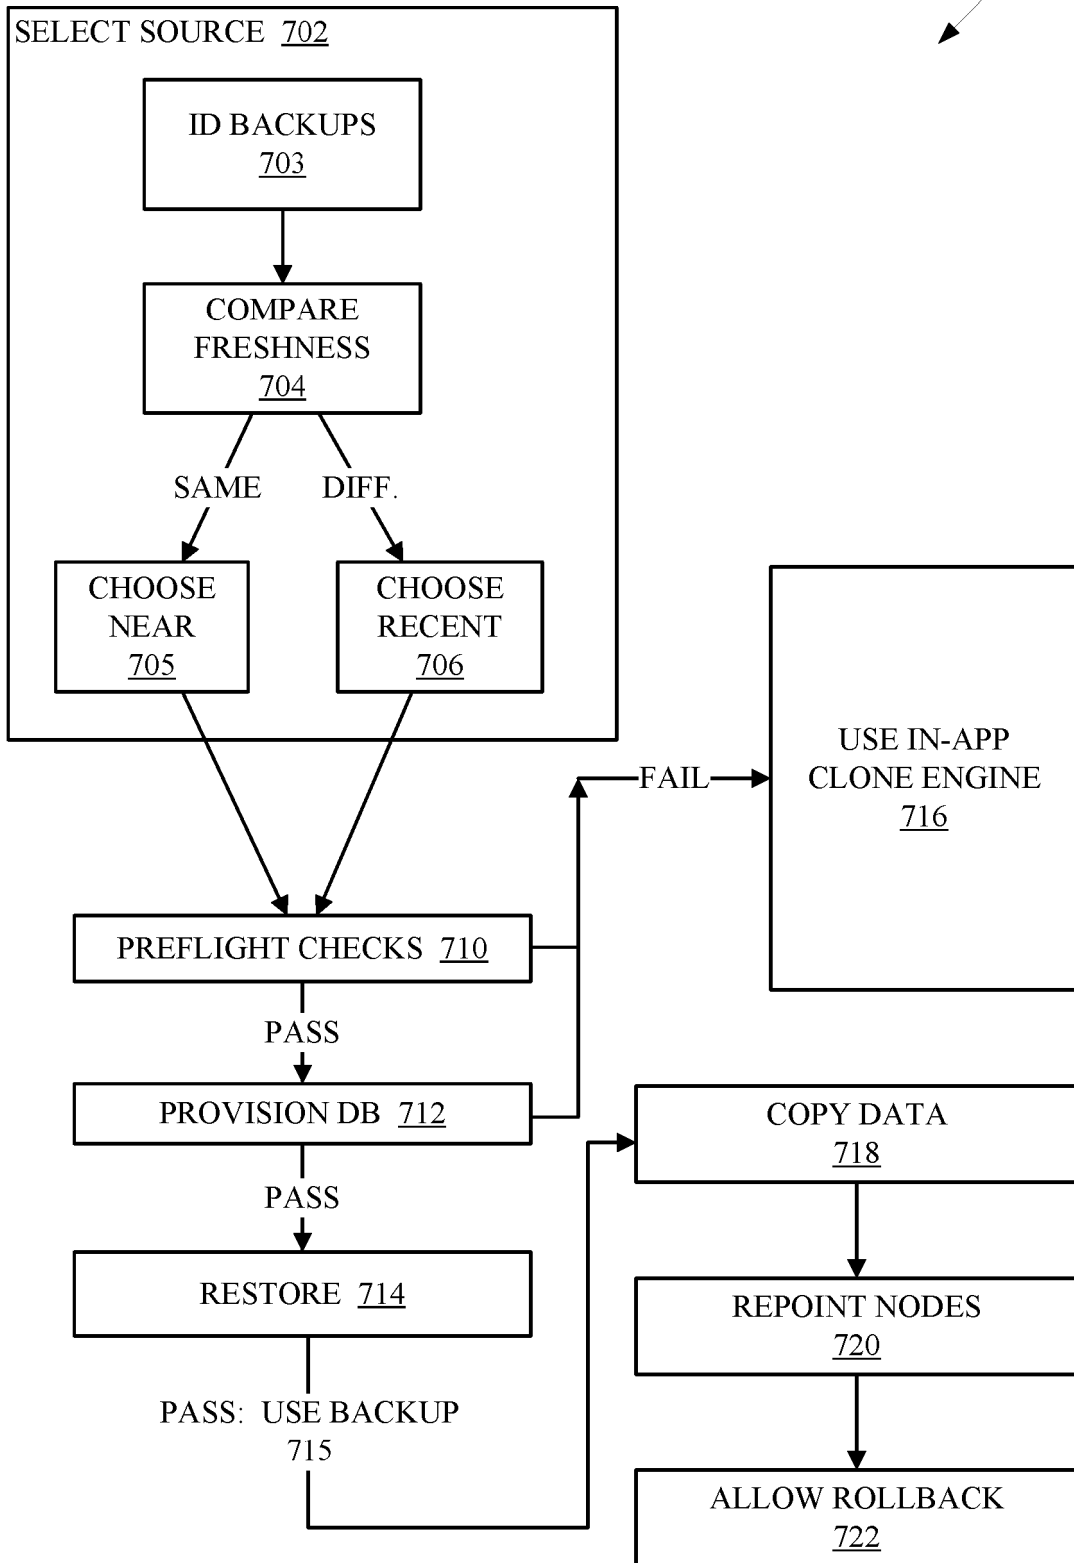 SELECT SOURCE 702
ID BACKUPS
703
COMPARE
FRESHNESS
704
SAME
DIFF.
CHOOSE
NEAR
705
CHOOSE
RECENT
706
FAIL
USE IN-APP
CLONE ENGINE
716
PREFLIGHT CHECKS 710
PASS
PROVISION DB 712
PASS
RESTORE 714
PASS: USE BACKUP
715
COPY DATA
718
REPOINT NODES
720
ALLOW ROLLBACK
722